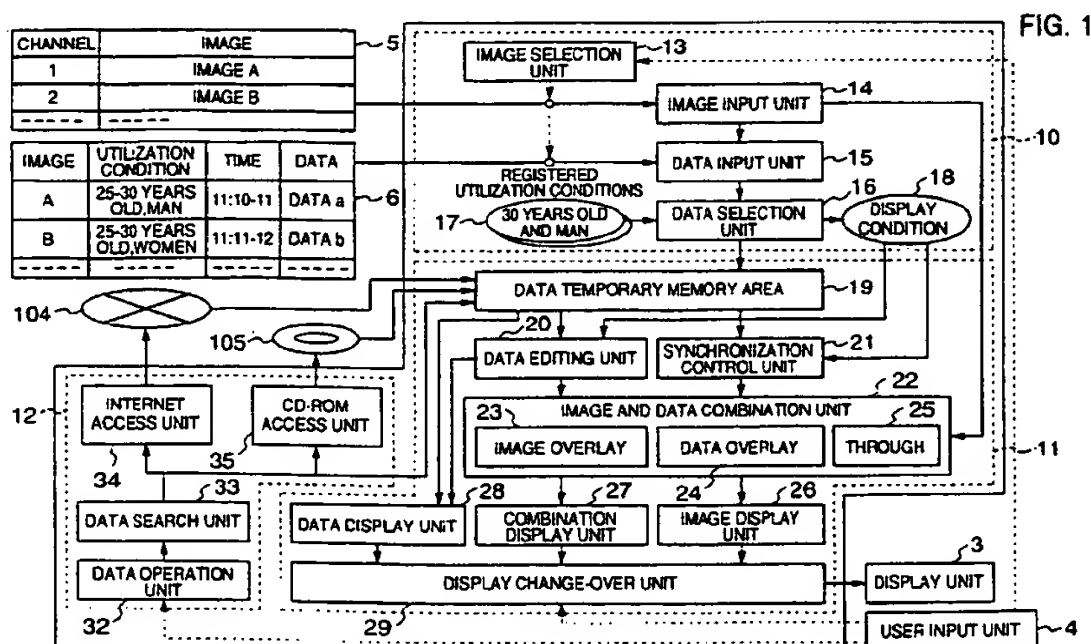 FIG. 1
CHANNEL IMAGE 5
1 IMAGE A
2 IMAGE B
IMAGE SELECTION UNIT 13
IMAGE INPUT UNIT 14
IMAGE UTILIZATION CONDITION TIME DATA 6
A 25-30 YEARS OLD,MAN 11:10-11 DATA a
B 25-30 YEARS OLD,WOMEN 11:11-12 DATA b
DATA INPUT UNIT 15
10
REGISTERED UTILIZATION CONDITIONS
17 30 YEARS OLD AND MAN
DATA SELECTION UNIT 16
DISPLAY CONDITION 18
104
DATA TEMPORARY MEMORY AREA 19
105
20 DATA EDITING UNIT
SYNCHRONIZATION CONTROL UNIT 21
12
INTERNET ACCESS UNIT 34
CD-ROM ACCESS UNIT 35
22
IMAGE AND DATA COMBINATION UNIT
23 IMAGE OVERLAY
DATA OVERLAY 24
25 THROUGH
11
33
DATA SEARCH UNIT
28 DATA DISPLAY UNIT
27 COMBINATION DISPLAY UNIT
26 IMAGE DISPLAY UNIT
DATA OPERATION UNIT 32
DISPLAY CHANGE-OVER UNIT 29
3 DISPLAY UNIT
USER INPUT UNIT 4